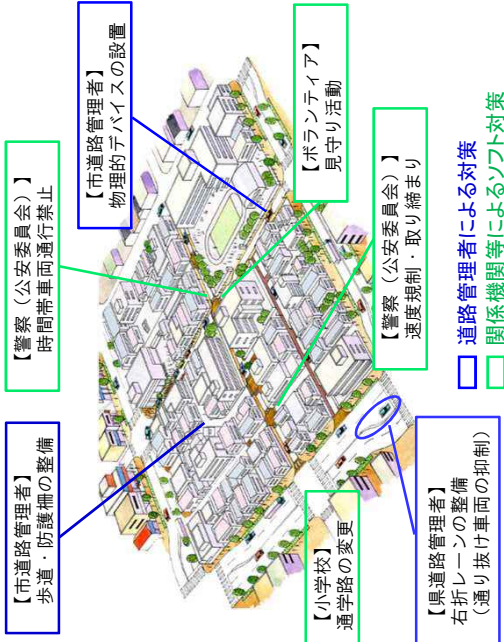 【市道路管理者】
歩道・防護柵の整備
【警察（公安委員会）】
時間帯車両通行禁止
【市道路管理者】
物理的デバイスの設置
【小学校】
通学路の変更
【ボランティア】
見守り活動
【県道路管理者】
右折レーンの整備
（通り抜け車両の抑制）
【警察（公安委員会）】
速度規制・取り締まり
道路管理者による対策
関係機関等によるソフト対策